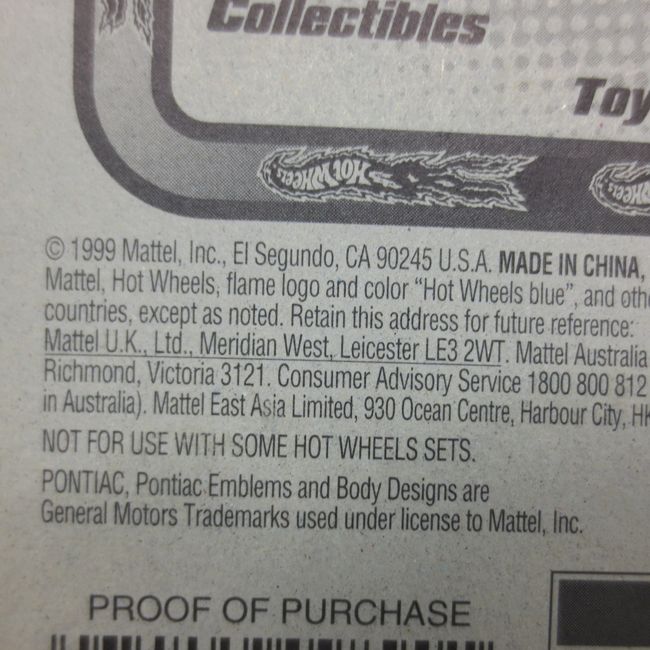 Collectibles
Toy
HOT WHEELS
© 1999 Mattel, Inc., El Segundo, CA 90245 U.S.A. MADE IN CHINA,
Mattel, Hot Wheels, flame logo and color “Hot Wheels blue”, and othe
countries, except as noted. Retain this address for future reference:
Mattel U.K., Ltd., Meridian West, Leicester LE3 2WT. Mattel Australia
Richmond, Victoria 3121. Consumer Advisory Service 1800 800 812
in Australia). Mattel East Asia Limited, 930 Ocean Centre, Harbour City, HK
NOT FOR USE WITH SOME HOT WHEELS SETS.
PONTIAC, Pontiac Emblems and Body Designs are
General Motors Trademarks used under license to Mattel, Inc.
PROOF OF PURCHASE